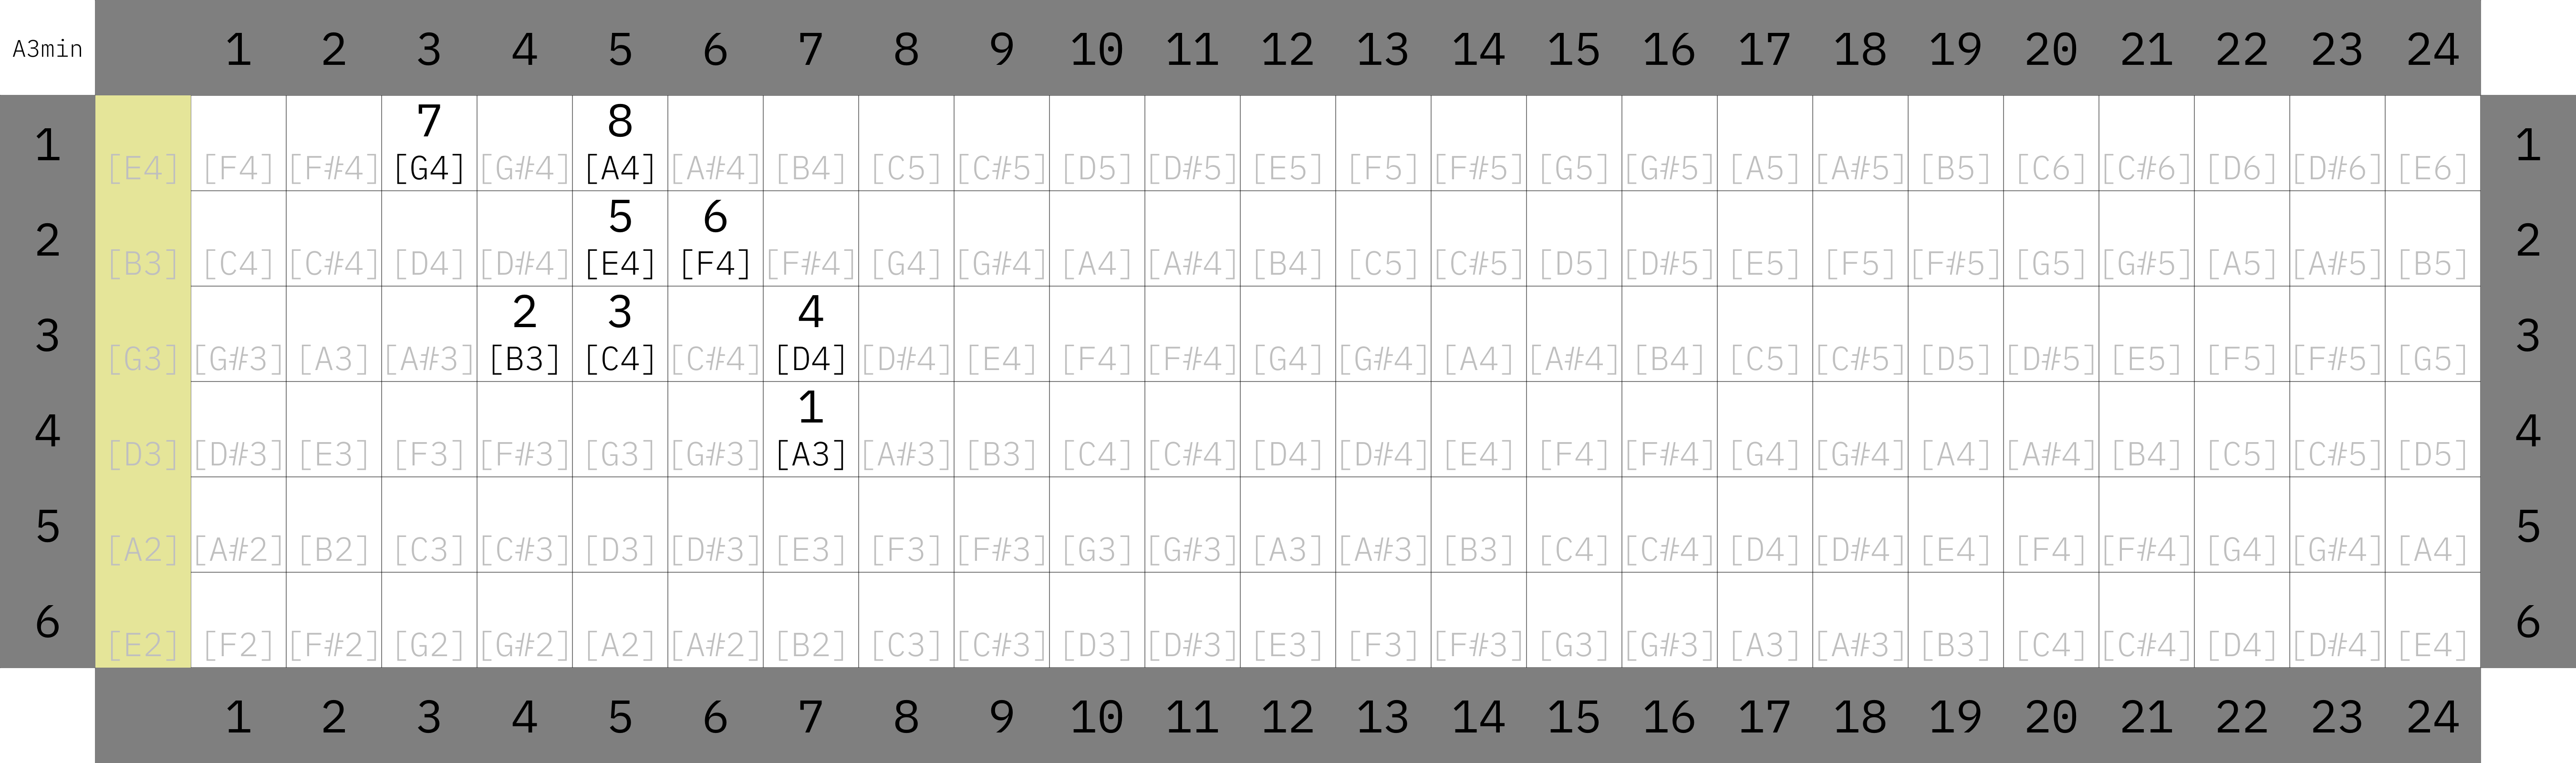 A3min 1 2 3 4 5 6 7 8 9 10 11 12 13 14 15 16 17 18 19 20 21 22 23 24
7 8
1 [E4] [F4] [F#4] [G4] [G#4] [A4] [A#4] [B4] [C5] [C#5] [D5] [D#5] [E5] [F5] [F#5] [G5] [G#5] [A5] [A#5] [B5] [C6] [C#6] [D6] [D#6] [E6] 1
5 6
2 [B3] [C4] [C#4] [D4] [D#4] [E4] [F4] [F#4] [G4] [G#4] [A4] [A#4] [B4] [C5] [C#5] [D5] [D#5] [E5] [F5] [F#5] [G5] [G#5] [A5] [A#5] [B5] 2
2 3 4
3 [G3] [G#3] [A3] [A#3] [B3] [C4] [C#4] [D4] [D#4] [E4] [F4] [F#4] [G4] [G#4] [A4] [A#4] [B4] [C5] [C#5] [D5] [D#5] [E5] [F5] [F#5] [G5] 3
1
4 [D3] [D#3] [E3] [F3] [F#3] [G3] [G#3] [A3] [A#3] [B3] [C4] [C#4] [D4] [D#4] [E4] [F4] [F#4] [G4] [G#4] [A4] [A#4] [B4] [C5] [C#5] [D5] 4
5 [A2] [A#2] [B2] [C3] [C#3] [D3] [D#3] [E3] [F3] [F#3] [G3] [G#3] [A3] [A#3] [B3] [C4] [C#4] [D4] [D#4] [E4] [F4] [F#4] [G4] [G#4] [A4] 5
6 [E2] [F2] [F#2] [G2] [G#2] [A2] [A#2] [B2] [C3] [C#3] [D3] [D#3] [E3] [F3] [F#3] [G3] [G#3] [A3] [A#3] [B3] [C4] [C#4] [D4] [D#4] [E4] 6
1 2 3 4 5 6 7 8 9 10 11 12 13 14 15 16 17 18 19 20 21 22 23 24